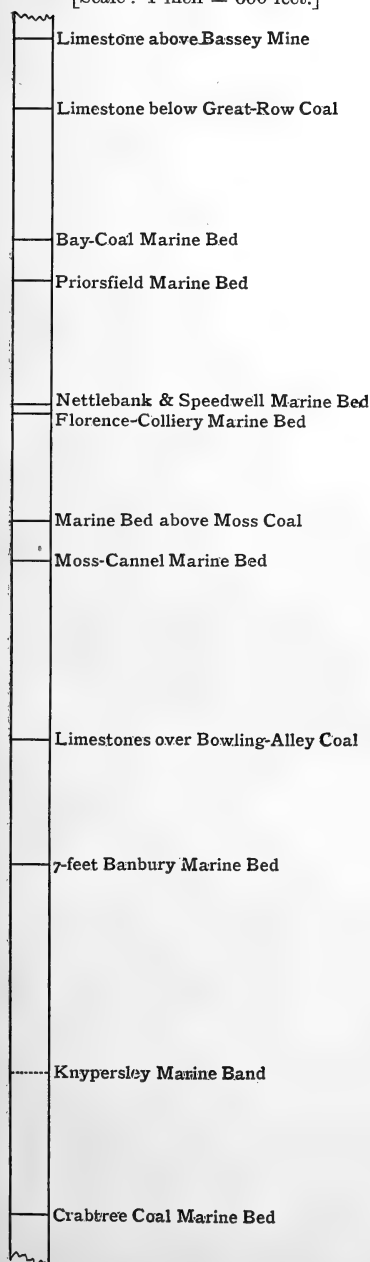 [Scale: 1 inch = 600 feet.]
Limestone above Bassey Mine
Limestone below Great-Row Coal
Bay-Coal Marine Bed
Priorsfield Marine Bed
Nettlebank & Speedwell Marine Bed
Florence-Colliery Marine Bed
Marine Bed above Moss Coal
Moss-Cannel Marine Bed
Limestones over Bowling-Alley Coal
7-feet Banbury Marine Bed
Knypersley Marine Band
Crabtree Coal Marine Bed